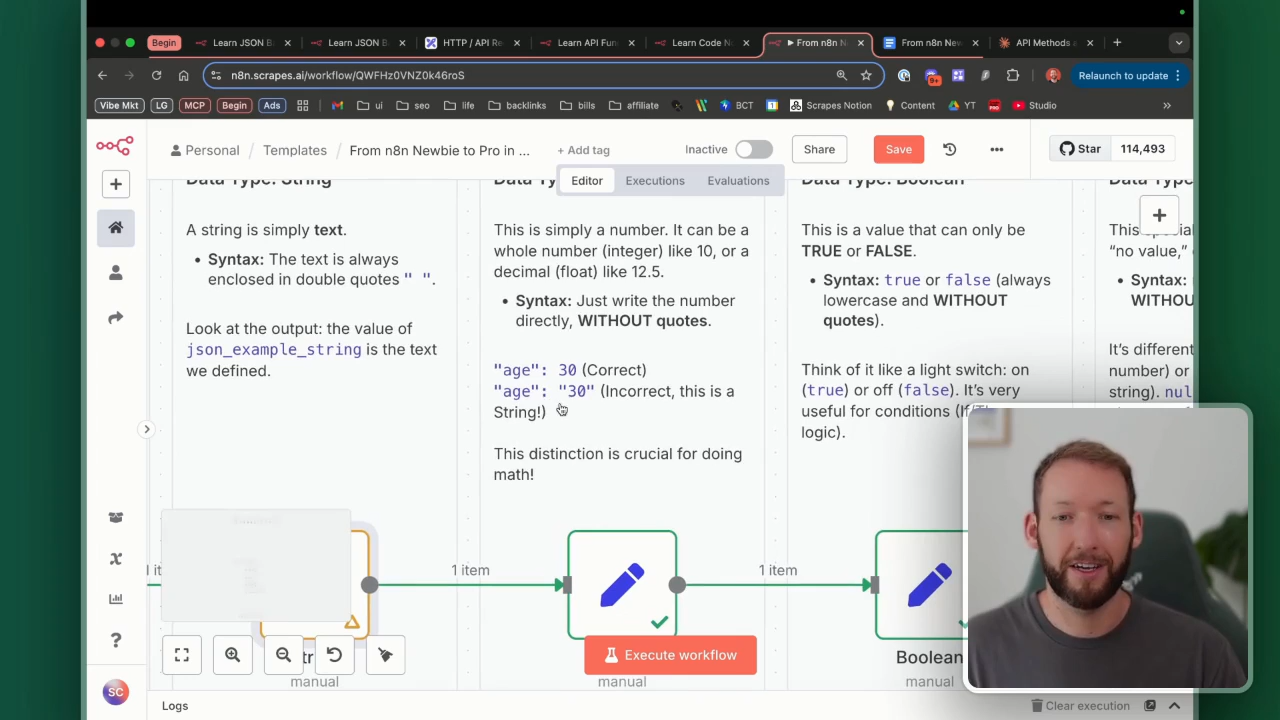 Begin
Learn JSON B
Learn JSON B
HTTP / API Re
Learn API Fun
Learn Code No
From n8n N
From n8n New
API Methods a
n8n.scrapes.ai/workflow/QWFHz0VNZ0k46roS
Relaunch to update
Vibe Mkt
LG
MCP
Begin
Ads
ui
seo
life
backlinks
bills
affiliate
BCT
Scrapes Notion
Content
YT
Studio
Personal / Templates / From n8n Newbie to Pro in ...
+ Add tag
Inactive
Share
Save
Star 114,493
Editor
Executions
Evaluations
Data Type: String
A string is simply text.
• Syntax: The text is always
enclosed in double quotes " ".
Look at the output: the value of
json_example_string is the text
we defined.
Data Ty
This is simply a number. It can be a
whole number (integer) like 10, or a
decimal (float) like 12.5.
• Syntax: Just write the number
directly, WITHOUT quotes.
"age": 30 (Correct)
"age": "30" (Incorrect, this is a
String!)
This distinction is crucial for doing
math!
Data Type: Boolean
This is a value that can only be
TRUE or FALSE.
• Syntax: true or false (always
lowercase and WITHOUT
quotes).
Think of it like a light switch: on
(true) or off (false). It's very
useful for conditions (If/Th
logic).
Data Type
This speci
"no value,"
• Syntax:
WITHOU
It's different
number) or
string). nul
1 item
1 item
Execute workflow
Boolean
manual
manual
manual
SC
Logs
Clear execution